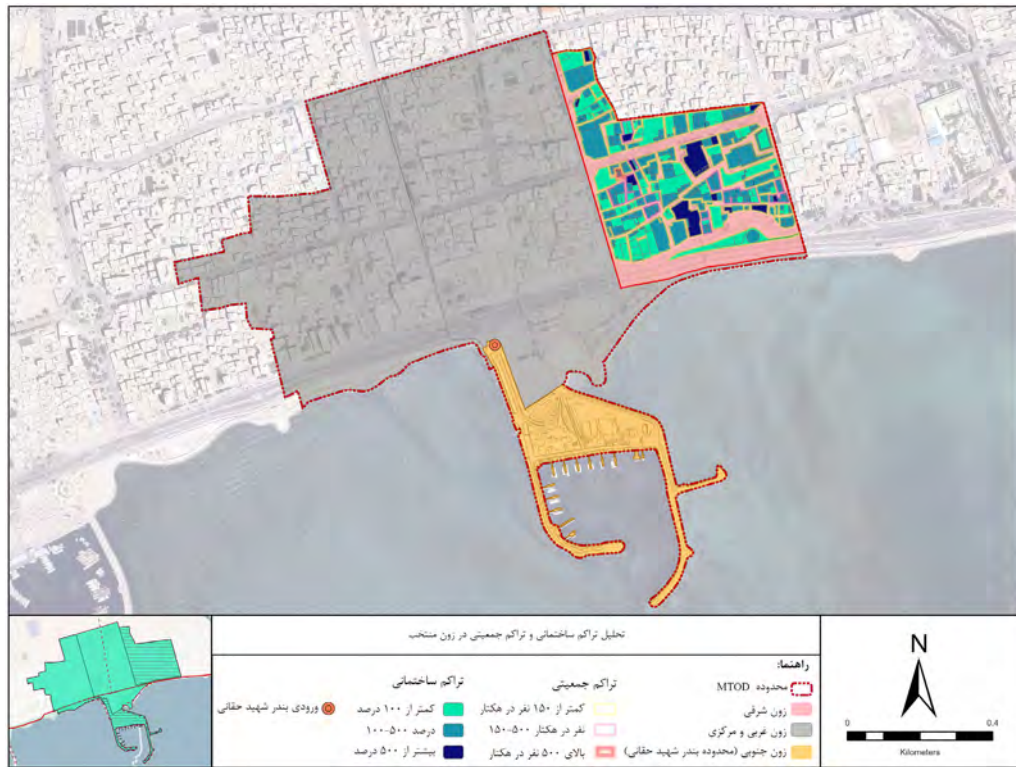 تحلیل تراکم ساختمانی و تراکم جمعیتی در زون منتخب
راهنما:
محدوده MTOD
زون شرقی
زون غربی و مرکزی
زون جنوبی (محدوده بندر شهید حقانی)
تراکم جمعیتی
کمتر از ۱۵۰ نفر در هکتار
نفر در هکتار ۵۰۰-۱۵۰
بالای ۵۰۰ نفر در هکتار
تراکم ساختمانی
کمتر از ۱۰۰ درصد
درصد ۵۰۰-۱۰۰
بیشتر از ۵۰۰ درصد
ورودی بندر شهید حقانی
N
0 0.4
Kilometers